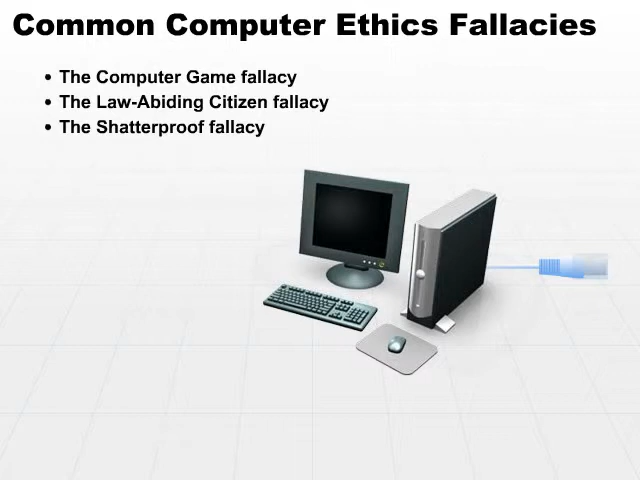 Common Computer Ethics Fallacies
• The Computer Game fallacy
• The Law-Abiding Citizen fallacy
• The Shatterproof fallacy